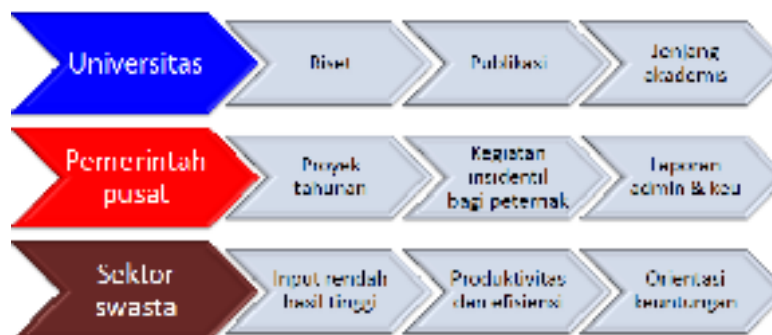 Universitas
Riset
Publikasi
Jenjang
akademis
Pemerintah
pusat
Proyek
tahunan
Kegiatan
insidentil
bagi peternak
Laporan
admin & keu
Sektor
swasta
Input rendah
hasil tinggi
Produktivitas
dan efisiensi
Orientasi
keuntungan